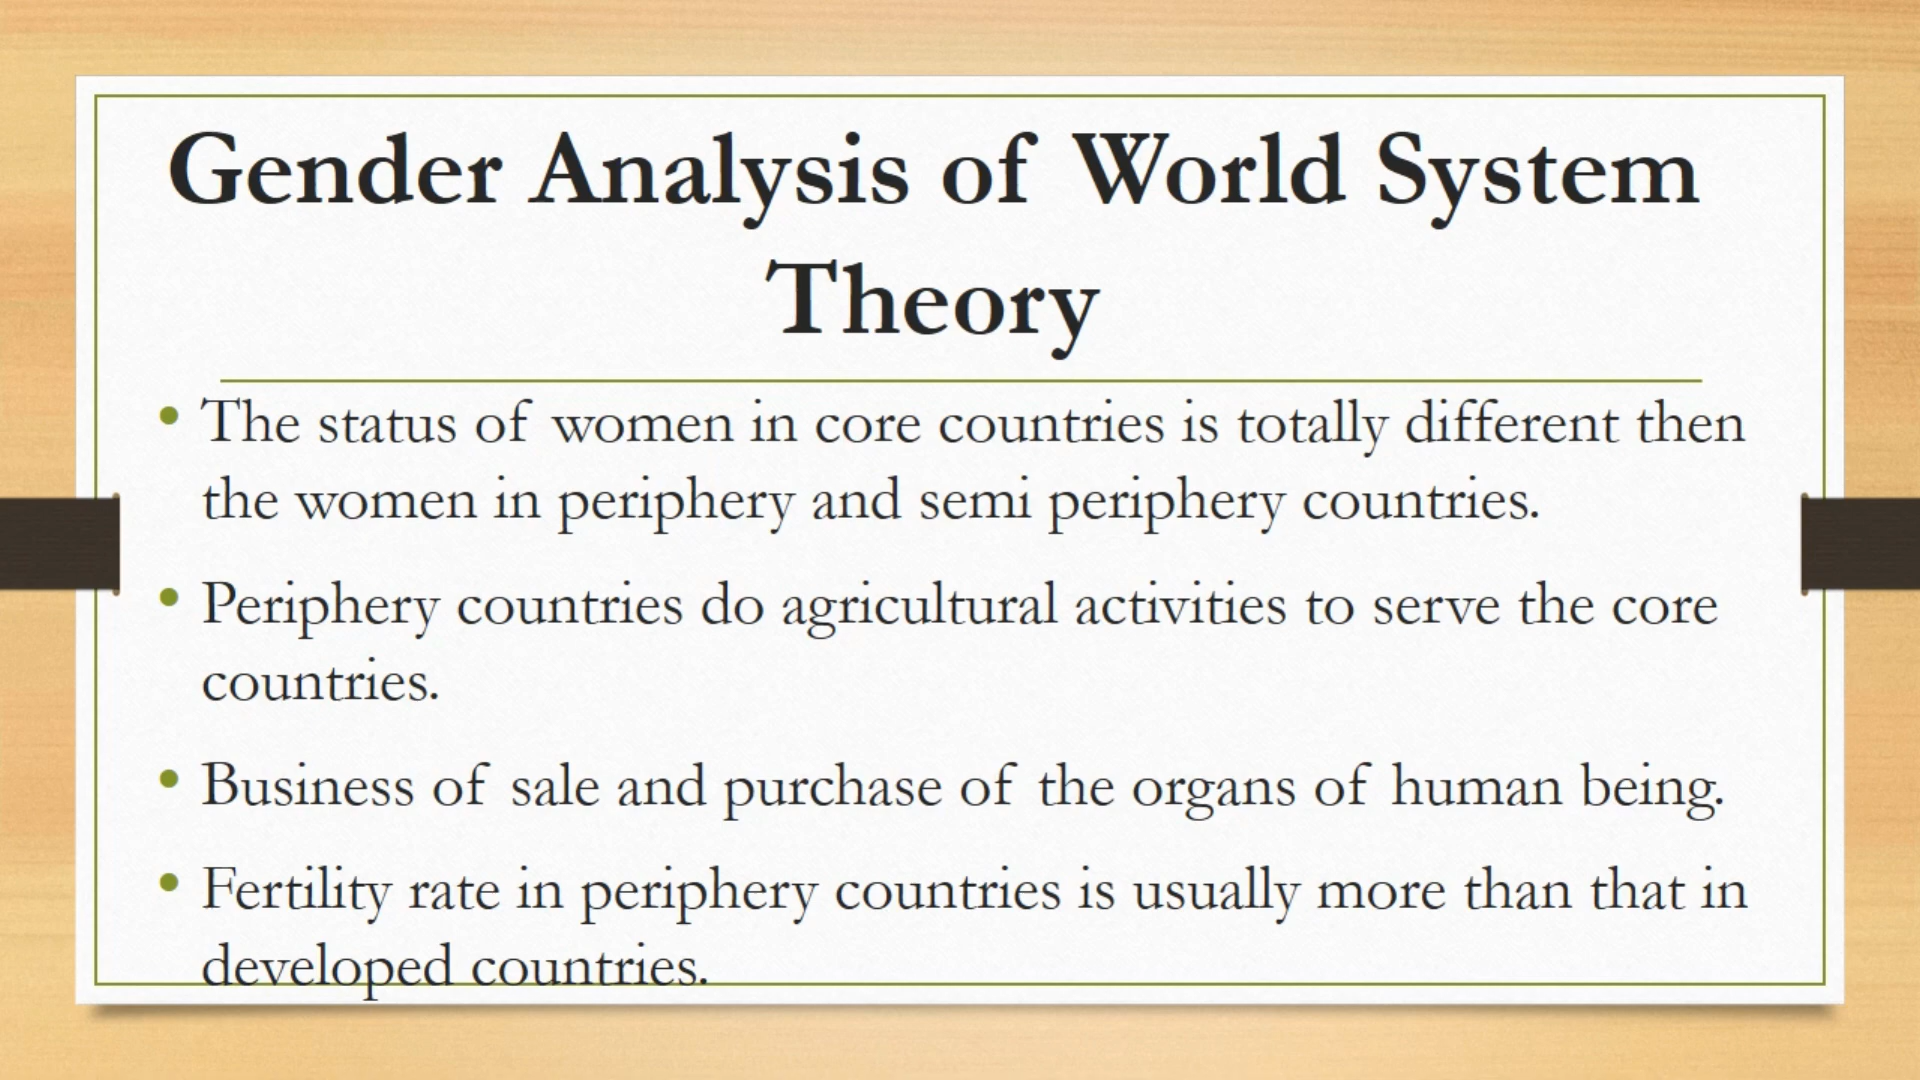 Gender Analysis of World System
Theory
• The status of women in core countries is totally different then
the women in periphery and semi periphery countries.
• Periphery countries do agricultural activities to serve the core
countries.
• Business of sale and purchase of the organs of human being.
• Fertility rate in periphery countries is usually more than that in
developed countries.